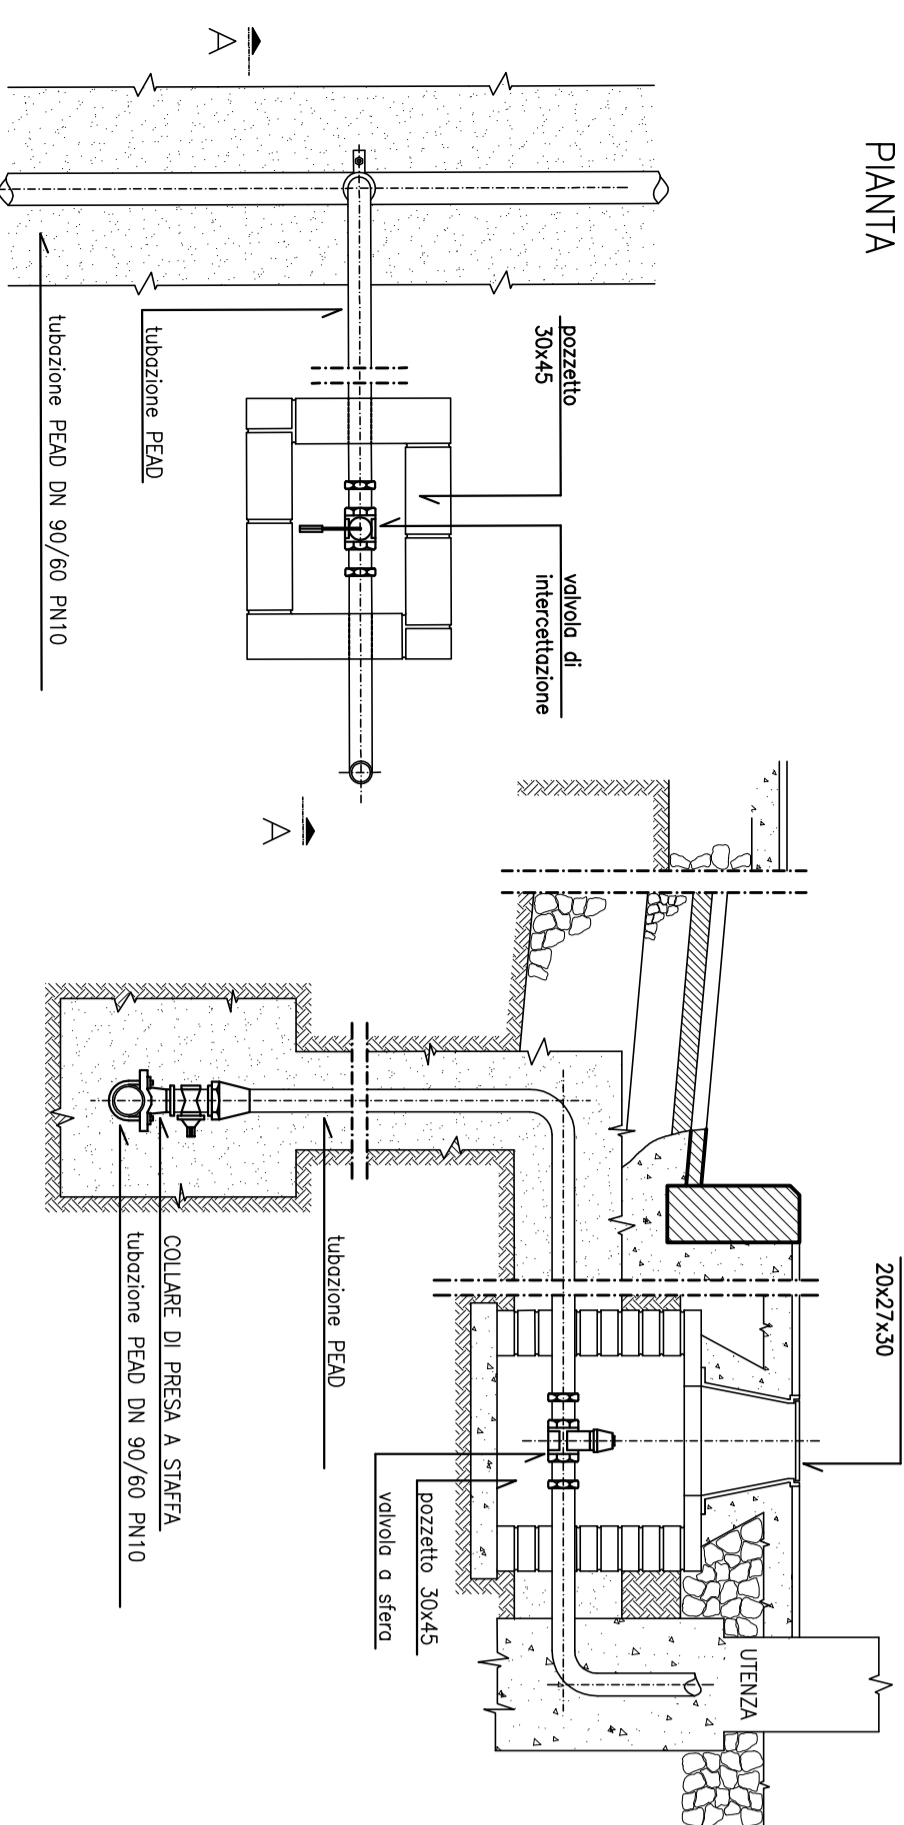 PIANTA
pozzetto
30x45
valvola di
intercettazione
A
tubazione PEAD
tubazione PEAD DN 90/60 PN10
A
20x27x30
UTENZA
pozzetto 30x45
valvola a sfera
tubazione PEAD
COLLARE DI PRESA A STAFFA
tubazione PEAD DN 90/60 PN10